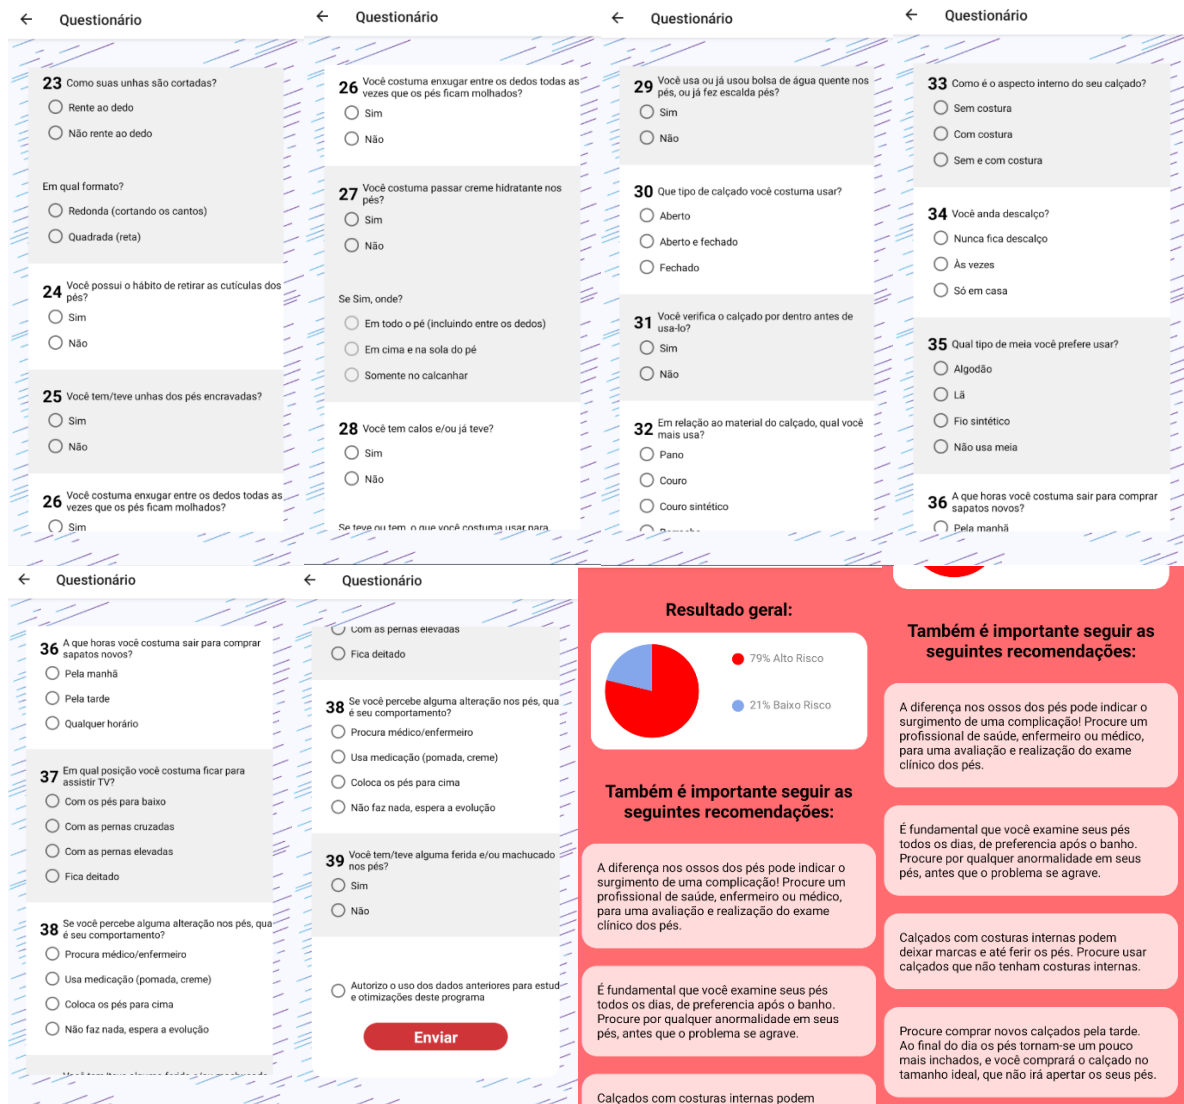 Questionário
23 Como suas unhas são cortadas?
Rente ao dedo
Não rente ao dedo
Em qual formato?
Redonda (cortando os cantos)
Quadrada (reta)
24 Você possui o hábito de retirar as cutículas dos
pés?
Sim
Não
25 Você tem/teve unhas dos pés encravadas?
Sim
Não
26 Você costuma enxugar entre os dedos todas as
vezes que os pés ficam molhados?
Sim
Questionário
26 Você costuma enxugar entre os dedos todas as
vezes que os pés ficam molhados?
Sim
Não
27 Você costuma passar creme hidratante nos
pés?
Sim
Não
Se Sim, onde?
Em todo o pé (incluindo entre os dedos)
Em cima e na sola do pé
Somente no calcanhar
28 Você tem calos e/ou já teve?
Sim
Não
Se teve ou tem, o que você costuma usar para
Questionário
29 Você usa ou já usou bolsa de água quente nos
pés, ou já fez escalda pés?
Sim
Não
30 Que tipo de calçado você costuma usar?
Aberto
Aberto e fechado
Fechado
31 Você verifica o calçado por dentro antes de
usa-lo?
Sim
Não
32 Em relação ao material do calçado, qual você
mais usa?
Pano
Couro
Couro sintético
Questionário
33 Como é o aspecto interno do seu calçado?
Sem costura
Com costura
Sem e com costura
34 Você anda descalço?
Nunca fica descalço
Às vezes
Só em casa
35 Qual tipo de meia você prefere usar?
Algodão
Lã
Fio sintético
Não usa meia
36 A que horas você costuma sair para comprar
sapatos novos?
Pela manhã
Questionário
36 A que horas você costuma sair para comprar
sapatos novos?
Pela manhã
Pela tarde
Qualquer horário
37 Em qual posição você costuma ficar para
assistir TV?
Com os pés para baixo
Com as pernas cruzadas
Com as pernas elevadas
Fica deitado
38 Se você percebe alguma alteração nos pés, qua
é seu comportamento?
Procura médico/enfermeiro
Usa medicação (pomada, creme)
Coloca os pés para cima
Não faz nada, espera a evolução
Questionário
Com as pernas elevadas
Fica deitado
38 Se você percebe alguma alteração nos pés, qua
é seu comportamento?
Procura médico/enfermeiro
Usa medicação (pomada, creme)
Coloca os pés para cima
Não faz nada, espera a evolução
39 Você tem/teve alguma ferida e/ou machucado
nos pés?
Sim
Não
Autorizo o uso dos dados anteriores para estud
e otimizações deste programa
Enviar
Resultado geral:
79% Alto Risco
21% Baixo Risco
Também é importante seguir as
seguintes recomendações:
A diferença nos ossos dos pés pode indicar o
surgimento de uma complicação! Procure um
profissional de saúde, enfermeiro ou médico,
para uma avaliação e realização do exame
clínico dos pés.
É fundamental que você examine seus pés
todos os dias, de preferencia após o banho.
Procure por qualquer anormalidade em seus
pés, antes que o problema se agrave.
Calçados com costuras internas podem
Também é importante seguir as
seguintes recomendações:
A diferença nos ossos dos pés pode indicar o
surgimento de uma complicação! Procure um
profissional de saúde, enfermeiro ou médico,
para uma avaliação e realização do exame
clínico dos pés.
É fundamental que você examine seus pés
todos os dias, de preferencia após o banho.
Procure por qualquer anormalidade em seus
pés, antes que o problema se agrave.
Calçados com costuras internas podem
deixar marcas e até ferir os pés. Procure usar
calçados que não tenham costuras internas.
Procure comprar novos calçados pela tarde.
Ao final do dia os pés tornam-se um pouco
mais inchados, e você comprará o calçado no
tamanho ideal, que não irá apertar os seus pés.